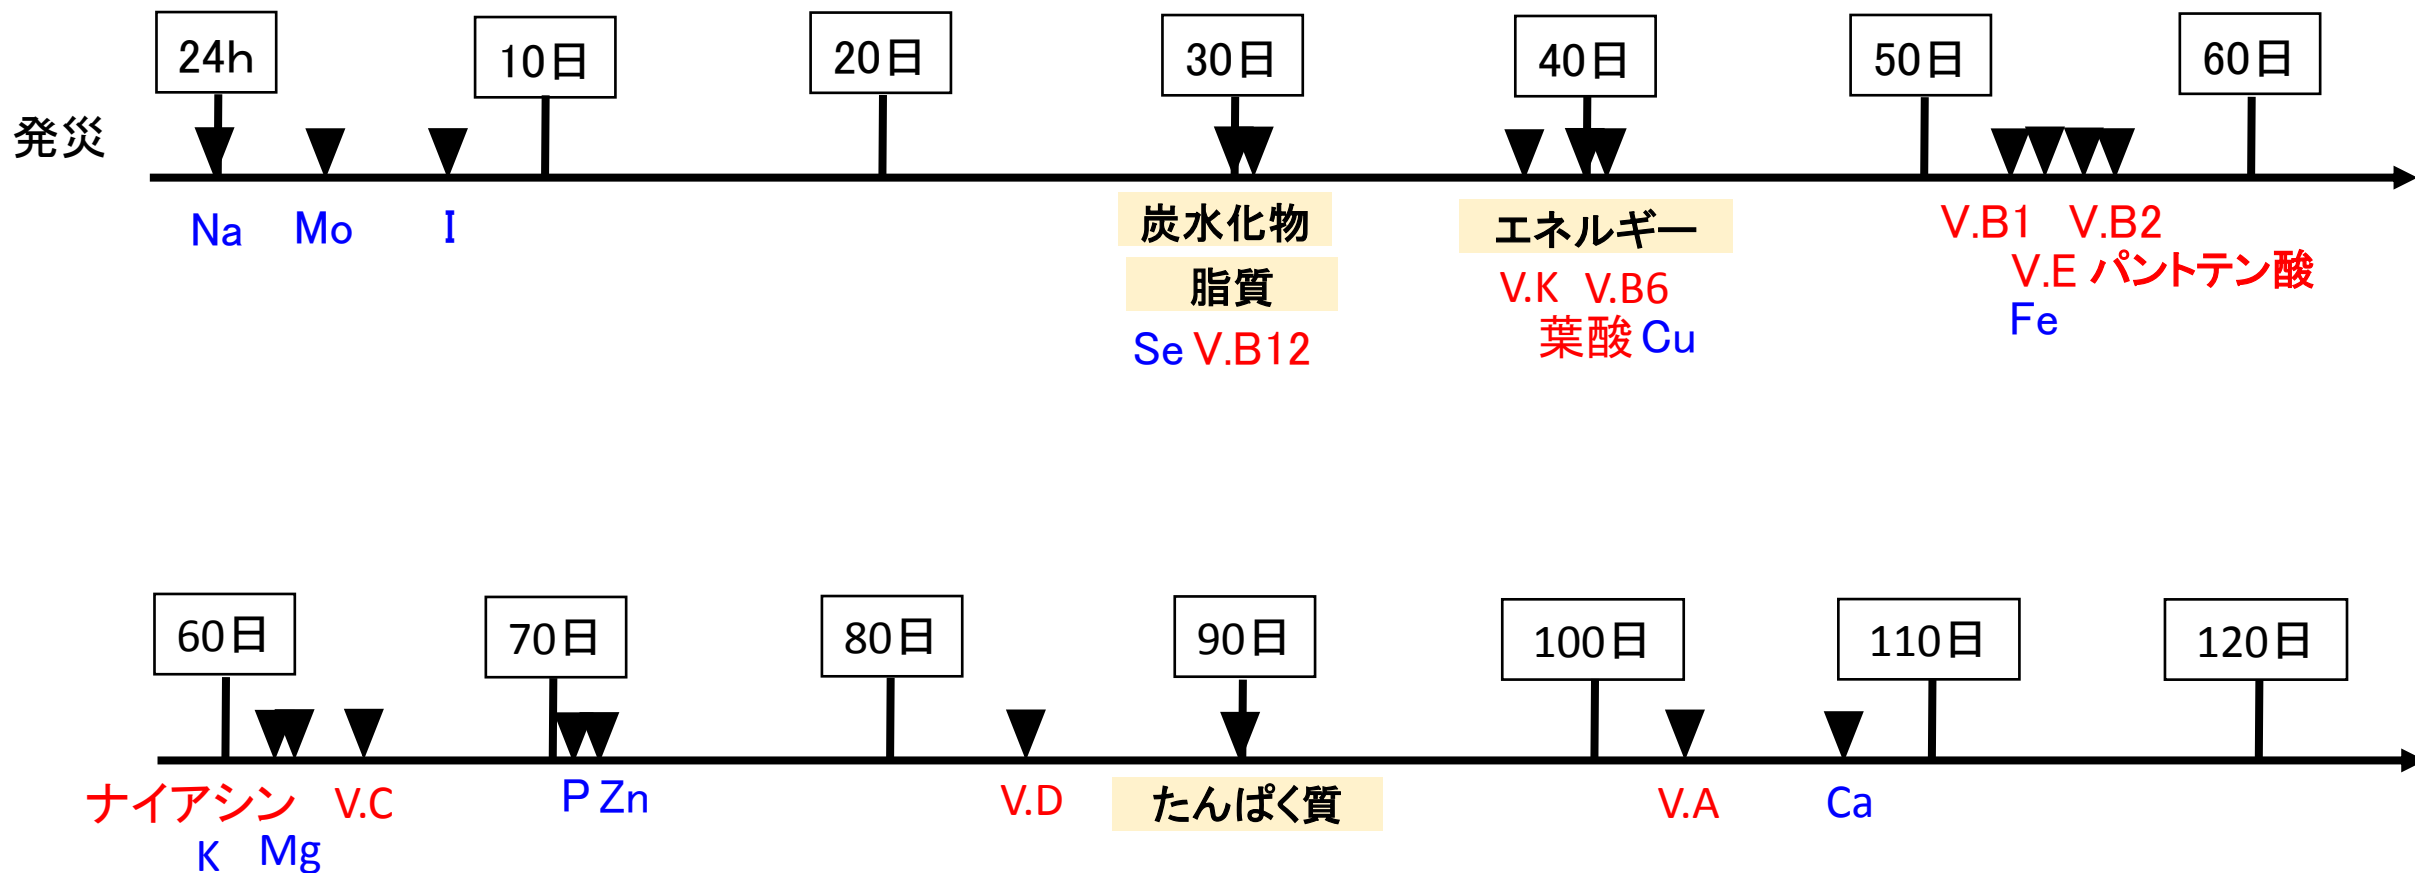 24h 10日 20日 30日 40日 50日 60日
発災
Na Mo I 炭水化物 エネルギー V.B1 V.B2
脂質 V.K V.B6 V.E パントテン酸
Se V.B12 葉酸 Cu Fe
60日 70日 80日 90日 100日 110日 120日
ナイアシン V.C P Zn V.D たんぱく質 V.A Ca
K Mg